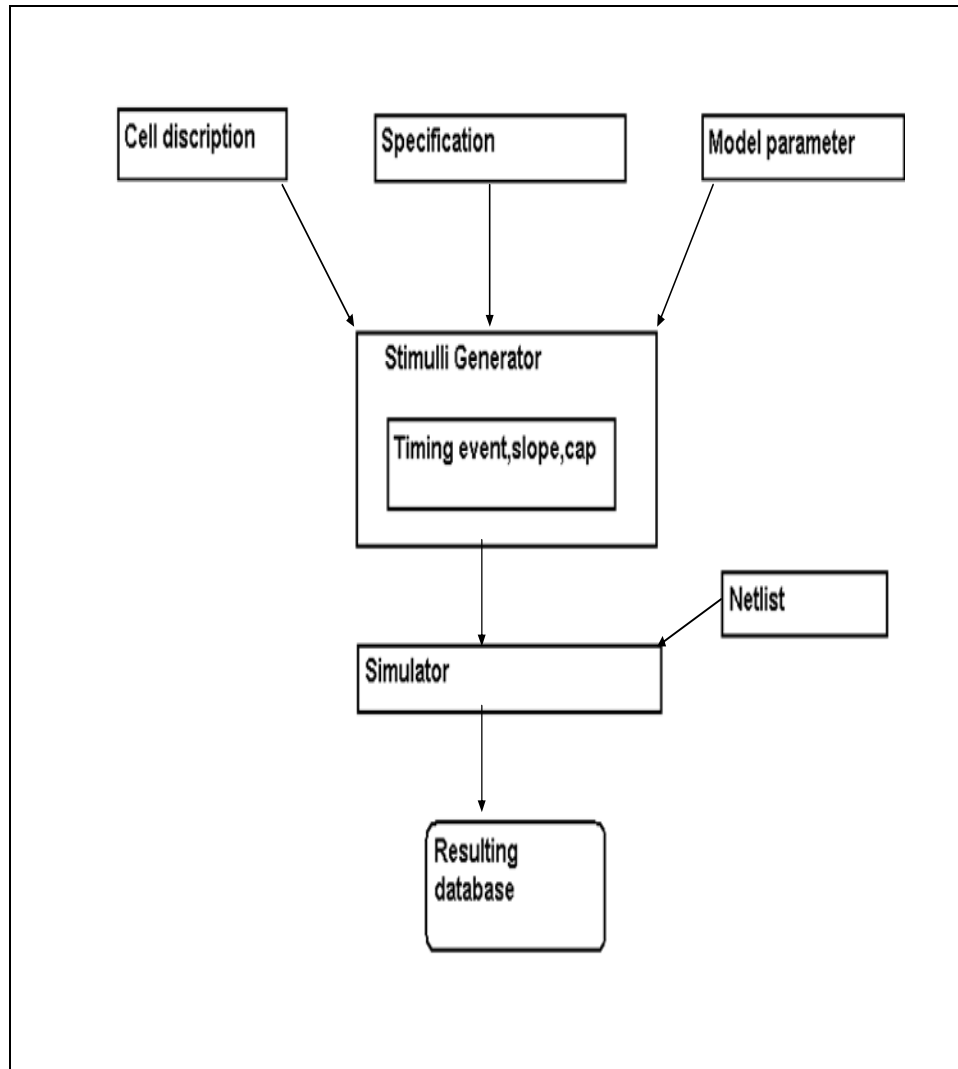 Cell discription
Specification
Model parameter
Stimulli Generator
Timing event,slope,cap
Netlist
Simulator
Resulting
database